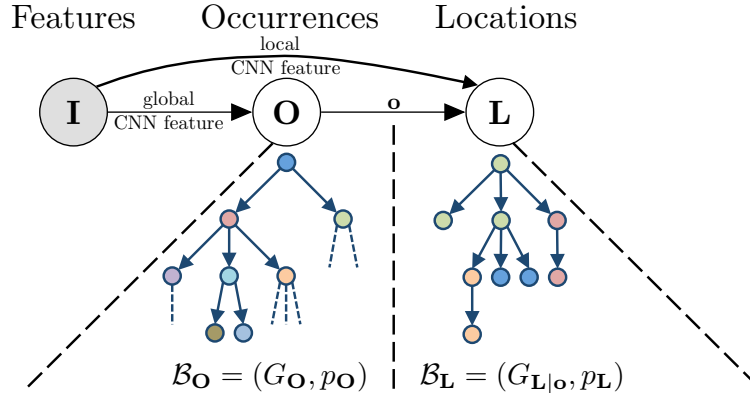 Features Occurrences Locations
local
CNN feature
I global CNN feature O o L
𝓑_O = (G_O, p_O) 𝓑_L = (G_L|o, p_L)